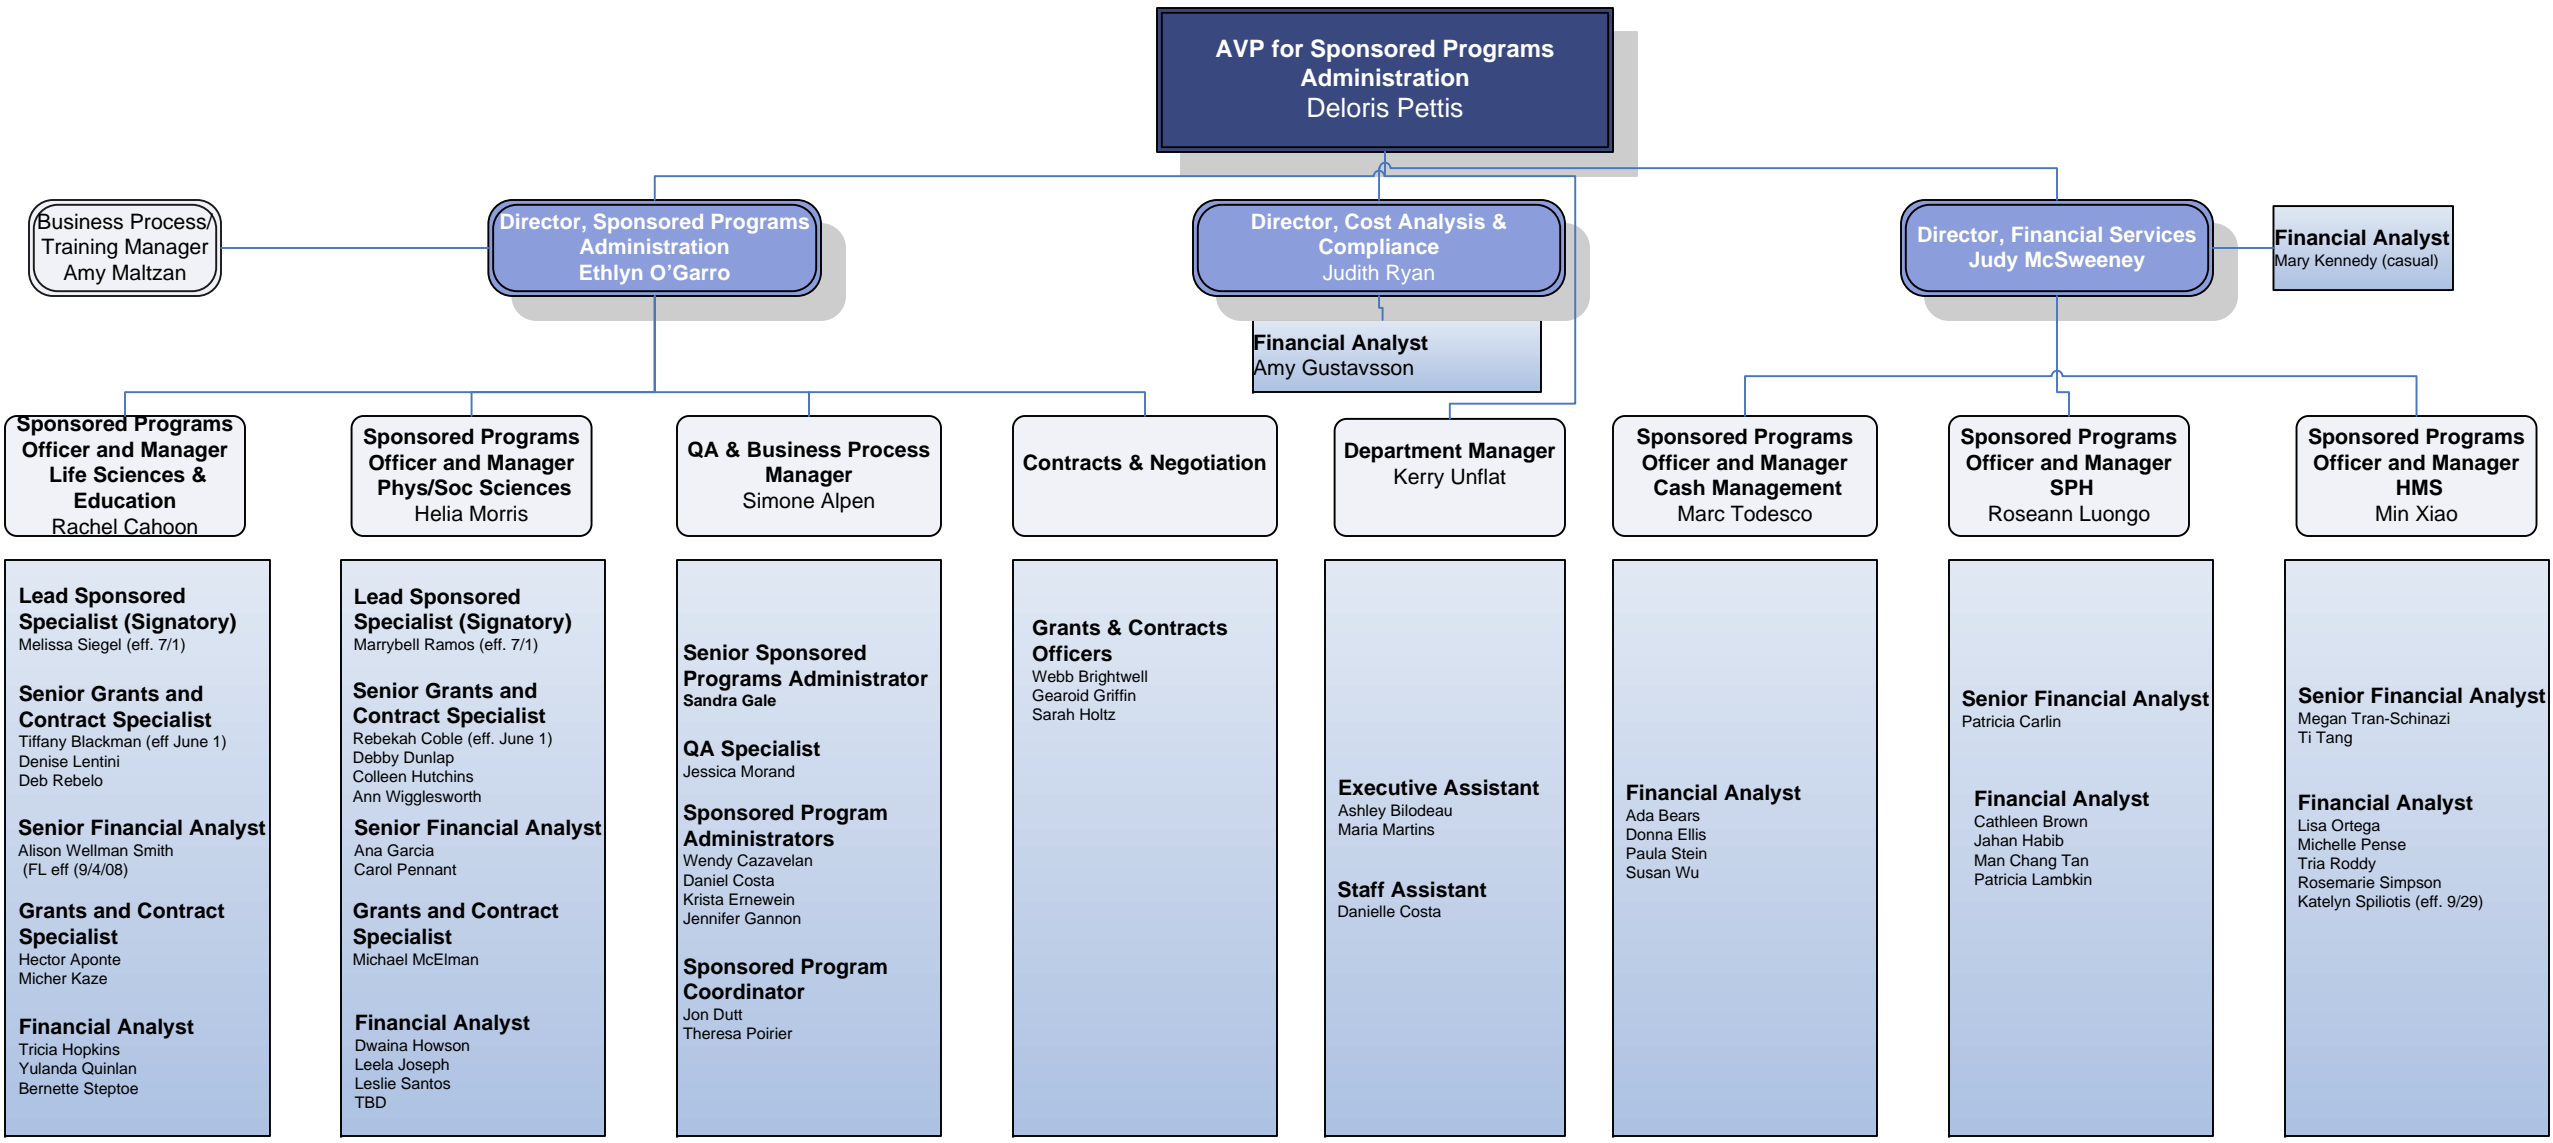 AVP for Sponsored Programs
Administration
Deloris Pettis
Business Process/
Training Manager
Amy Maltzan
Director, Sponsored Programs
Administration
Ethlyn O’Garro
Director, Cost Analysis &
Compliance
Judith Ryan
Director, Financial Services
Judy McSweeney
Financial Analyst
Mary Kennedy (casual)
Financial Analyst
Amy Gustavsson
Sponsored Programs
Officer and Manager
Life Sciences &
Education
Rachel Cahoon
Sponsored Programs
Officer and Manager
Phys/Soc Sciences
Helia Morris
QA & Business Process
Manager
Simone Alpen
Contracts & Negotiation
Department Manager
Kerry Unflat
Sponsored Programs
Officer and Manager
Cash Management
Marc Todesco
Sponsored Programs
Officer and Manager
SPH
Roseann Luongo
Sponsored Programs
Officer and Manager
HMS
Min Xiao
Lead Sponsored
Specialist (Signatory)
Melissa Siegel (eff. 7/1)
Senior Grants and
Contract Specialist
Tiffany Blackman (eff June 1)
Denise Lentini
Deb Rebelo
Senior Financial Analyst
Alison Wellman Smith
(FL eff (9/4/08)
Grants and Contract
Specialist
Hector Aponte
Micher Kaze
Financial Analyst
Tricia Hopkins
Yulanda Quinlan
Bernette Steptoe
Lead Sponsored
Specialist (Signatory)
Marrybell Ramos (eff. 7/1)
Senior Grants and
Contract Specialist
Rebekah Coble (eff. June 1)
Debby Dunlap
Colleen Hutchins
Ann Wigglesworth
Senior Financial Analyst
Ana Garcia
Carol Pennant
Grants and Contract
Specialist
Michael McElman
Financial Analyst
Dwaina Howson
Leela Joseph
Leslie Santos
TBD
Senior Sponsored
Programs Administrator
Sandra Gale
QA Specialist
Jessica Morand
Sponsored Program
Administrators
Wendy Cazavelan
Daniel Costa
Krista Ernewein
Jennifer Gannon
Sponsored Program
Coordinator
Jon Dutt
Theresa Poirier
Grants & Contracts
Officers
Webb Brightwell
Gearoid Griffin
Sarah Holtz
Executive Assistant
Ashley Bilodeau
Maria Martins
Staff Assistant
Danielle Costa
Financial Analyst
Ada Bears
Donna Ellis
Paula Stein
Susan Wu
Senior Financial Analyst
Patricia Carlin
Financial Analyst
Cathleen Brown
Jahan Habib
Man Chang Tan
Patricia Lambkin
Senior Financial Analyst
Megan Tran-Schinazi
Ti Tang
Financial Analyst
Lisa Ortega
Michelle Pense
Tria Roddy
Rosemarie Simpson
Katelyn Spiliotis (eff. 9/29)